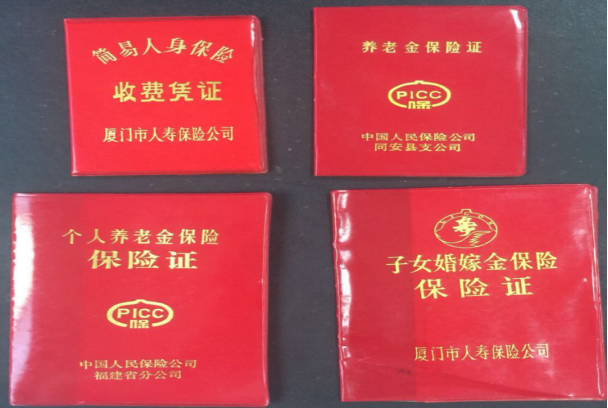 简易人身保险
收费凭证
厦门市人寿保险公司
养老金保险证
PICC
保
中国人民保险公司
同安县支公司
个人养老金保险
保险证
PICC
保
中国人民保险公司
福建省分公司
子女婚嫁金保险
保险证
厦门市人寿保险公司